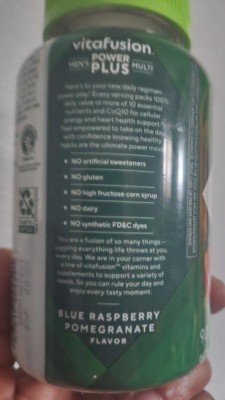 vitafusion
MEN'S POWER PLUS MULTI
Here's to your new daily regimen
power play! Every serving packs 100%
daily value or more of 10 essential
nutrients and CoQ10 for cellular
energy and heart health support.
Feel empowered to take on the day
with confidence knowing healthy
habits are the ultimate power move.
NO artificial sweeteners
NO gluten
NO high fructose corn syrup
NO dairy
NO synthetic FD&C dyes
You are a fusion of so many things –
juggling everything life throws at you,
every day. We are in your corner with
a line of vitafusion™ vitamins and
supplements to support a variety of
needs. So you can rule your day and
enjoy every tasty moment.
BLUE RASPBERRY
POMEGRANATE
FLAVOR